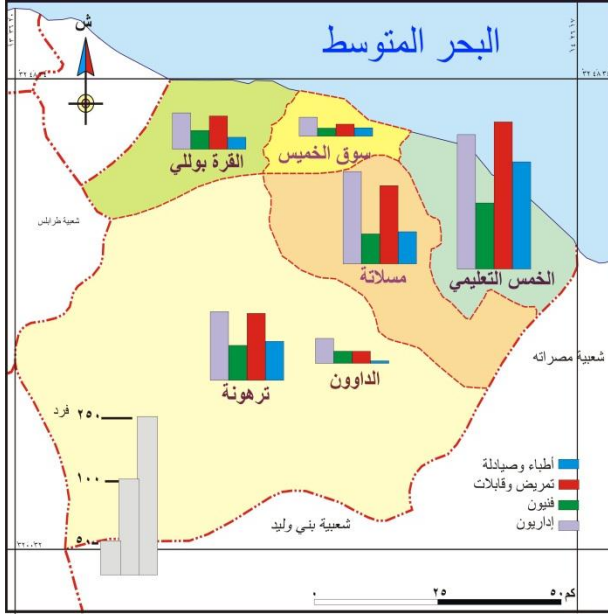 ش
البحر المتوسط
القرة بوللي
سوق الخميس
شعبية طرابلس
مسلاتة
الخمس التعليمي
شعبية مصراته
ترهونة
الداوون
فرد
٢٥٠
١٠٠
٥٠
أطباء وصيادلة
تمريض وقابلات
فنيون
إداريون
شعبية بني وليد
٠ 25 ٥٠ كم